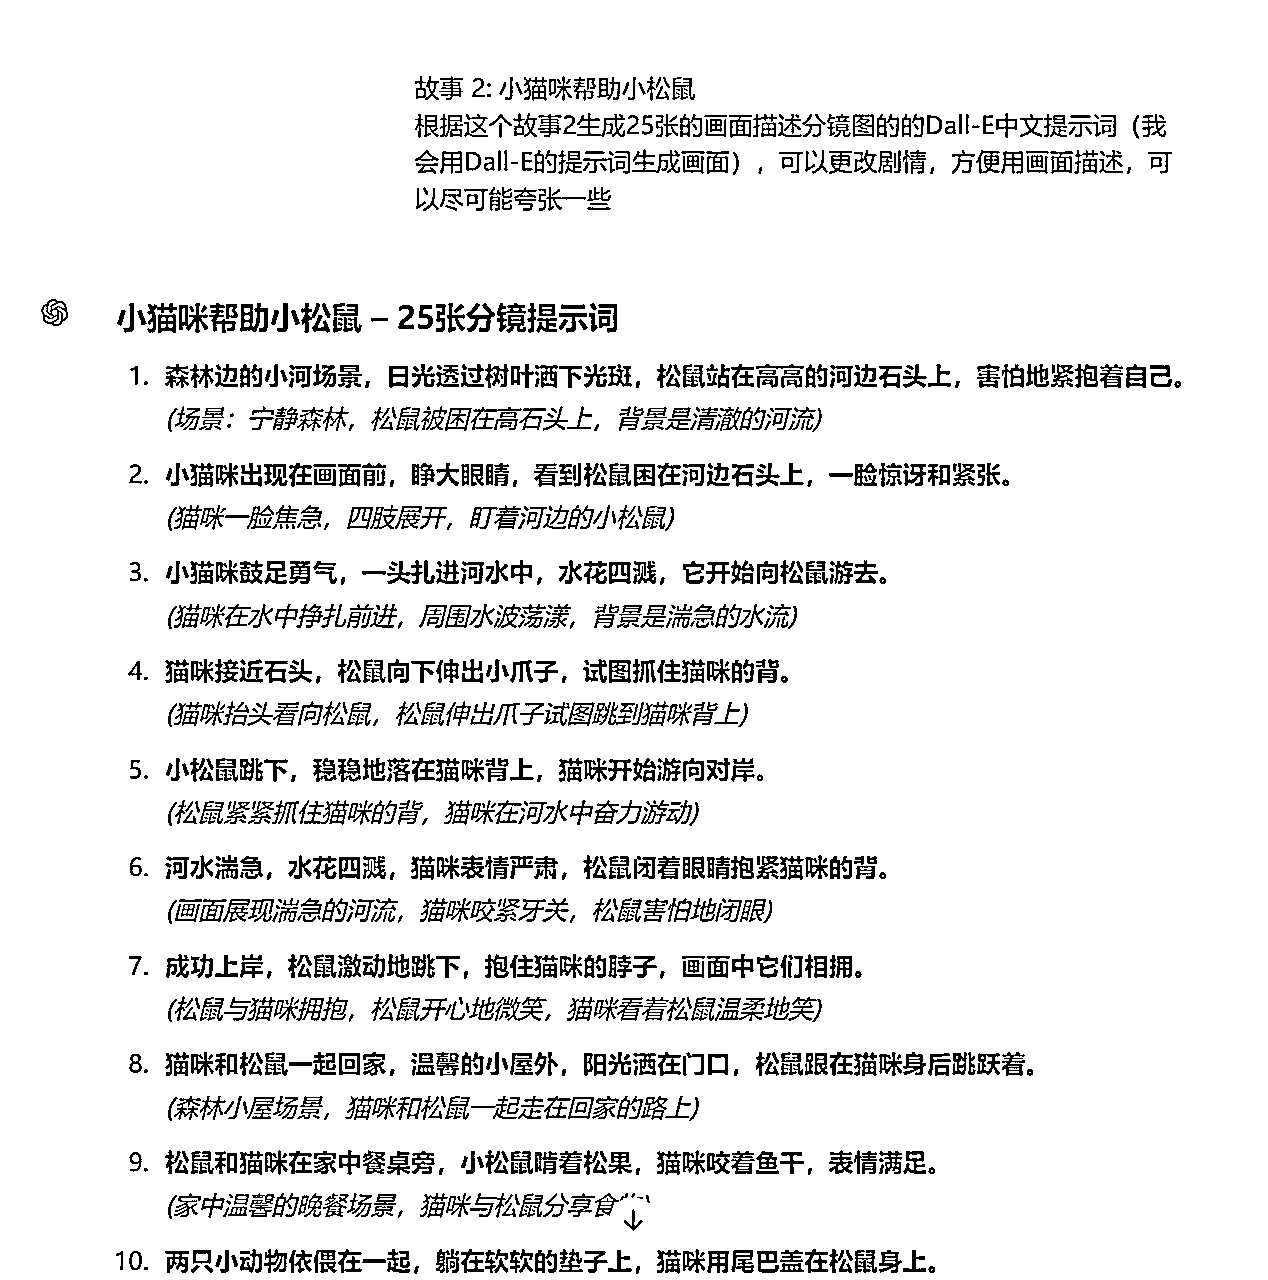 故事 2: 小猫咪帮助小松鼠
根据这个故事2生成25张的画面描述分镜图的的Dall-E中文提示词（我
会用Dall-E的提示词生成画面），可以更改剧情，方便用画面描述，可
以尽可能夸张一些
小猫咪帮助小松鼠 – 25张分镜提示词
1. 森林边的小河场景，日光透过树叶洒下光斑，松鼠站在高高的河边石头上，害怕地紧抱着自己。
(场景：宁静森林，松鼠被困在高石头上，背景是清澈的河流)
2. 小猫咪出现在画面前，睁大眼睛，看到松鼠困在河边石头上，一脸惊讶和紧张。
(猫咪一脸焦急，四肢展开，盯着河边的小松鼠)
3. 小猫咪鼓足勇气，一头扎进河水中，水花四溅，它开始向松鼠游去。
(猫咪在水中挣扎前进，周围水波荡漾，背景是湍急的水流)
4. 猫咪接近石头，松鼠向下伸出小爪子，试图抓住猫咪的背。
(猫咪抬头看向松鼠，松鼠伸出爪子试图跳到猫咪背上)
5. 小松鼠跳下，稳稳地落在猫咪背上，猫咪开始游向对岸。
(松鼠紧紧抓住猫咪的背，猫咪在河水中奋力游动)
6. 河水湍急，水花四溅，猫咪表情严肃，松鼠闭着眼睛抱紧猫咪的背。
(画面展现湍急的河流，猫咪咬紧牙关，松鼠害怕地闭眼)
7. 成功上岸，松鼠激动地跳下，抱住猫咪的脖子，画面中它们相拥。
(松鼠与猫咪拥抱，松鼠开心地微笑，猫咪看着松鼠温柔地笑)
8. 猫咪和松鼠一起回家，温馨的小屋外，阳光洒在门口，松鼠跟在猫咪身后跳跃着。
(森林小屋场景，猫咪和松鼠一起走在回家的路上)
9. 松鼠和猫咪在家中餐桌旁，小松鼠啃着松果，猫咪咬着鱼干，表情满足。
(家中温馨的晚餐场景，猫咪与松鼠分享食
10. 两只小动物依偎在一起，躺在软软的垫子上，猫咪用尾巴盖在松鼠身上。